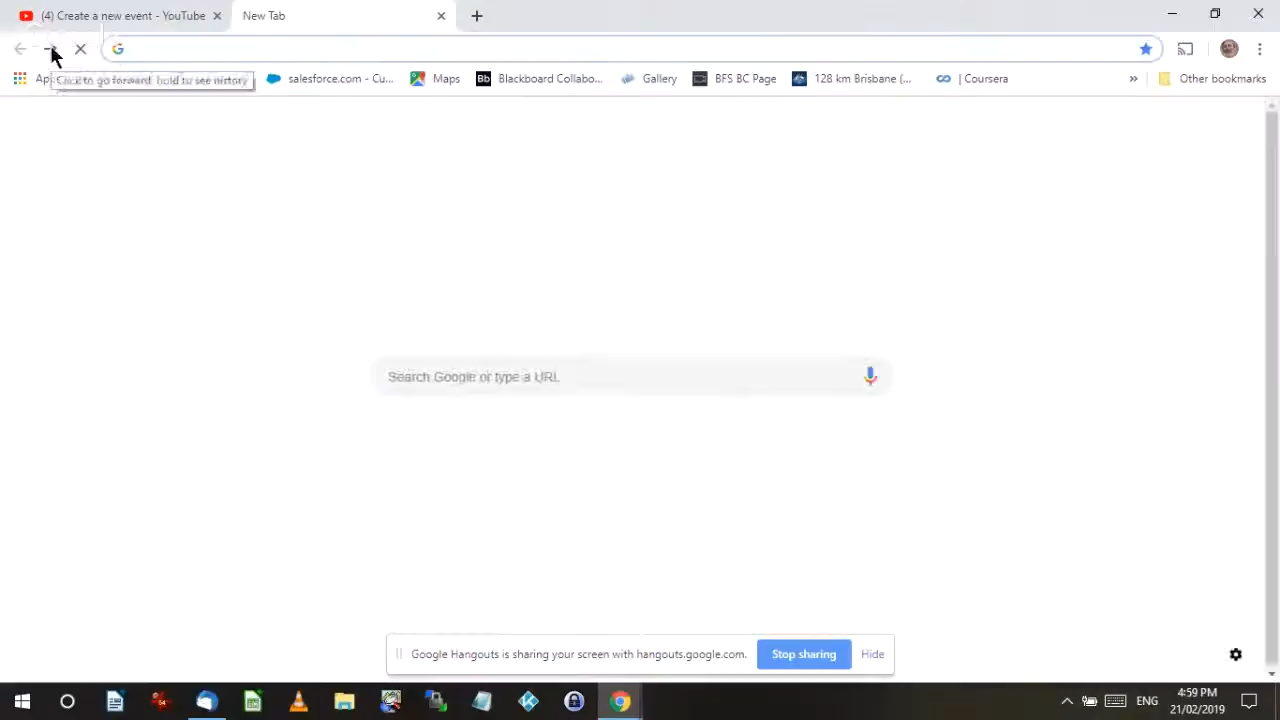 (4) Create a new event - YouTube
New Tab
Click to go forward, hold to see history
salesforce.com - Cu...
Maps
Bb
Blackboard Collabo...
Gallery
BFS BC Page
128 km Brisbane (...
| Coursera
»
Other bookmarks
Search Google or type a URL
Google Hangouts is sharing your screen with hangouts.google.com.
Stop sharing
Hide
ENG
4:59 PM
21/02/2019